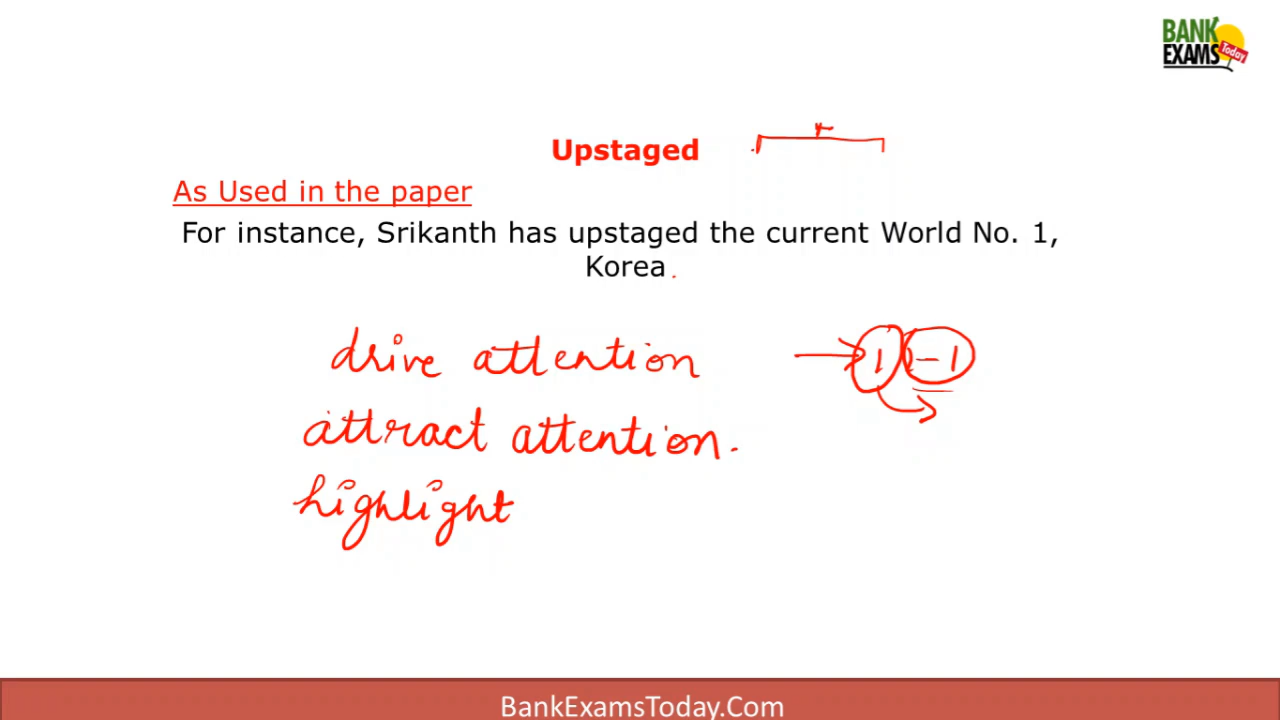 BANK
EXAMS Today
Upstaged
As Used in the paper
For instance, Srikanth has upstaged the current World No. 1,
Korea.
drive attention
1 -1
attract attention.
highlight
BankExamsToday.Com